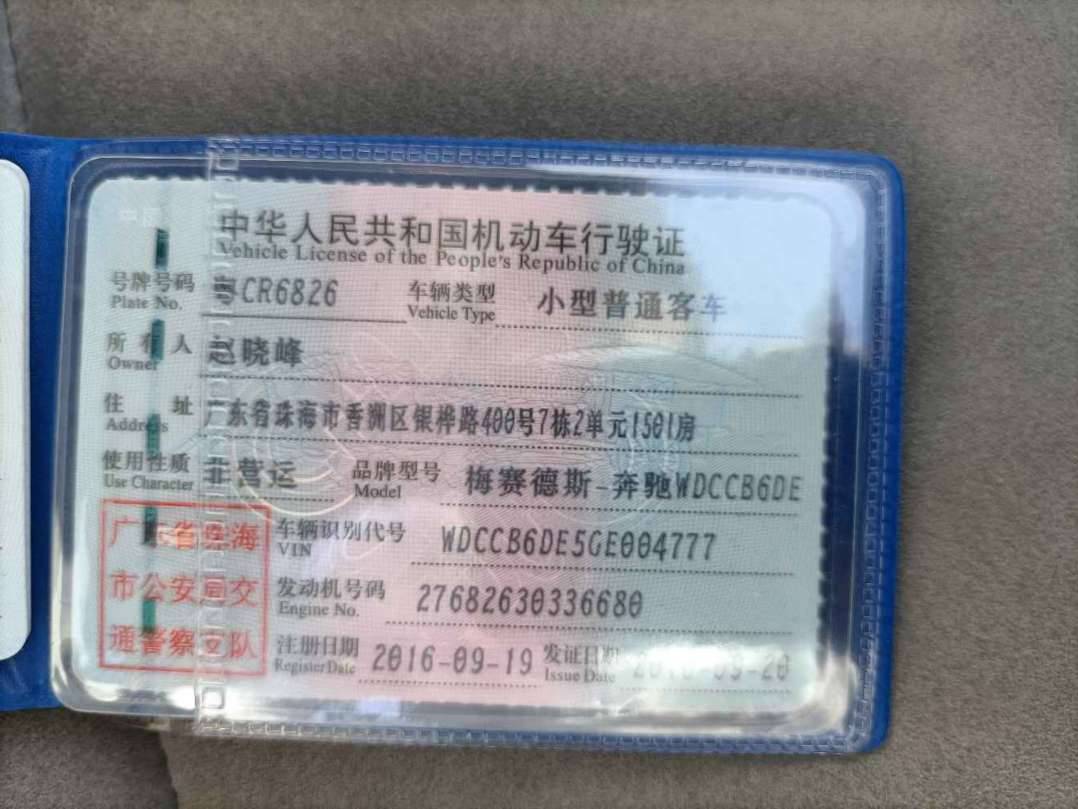 中华人民共和国机动车行驶证
Vehicle License of the People's Republic of China
号牌号码 粤CR6826 车辆类型 小型普通客车
Plate No. Vehicle Type
所有人 赵晓峰
Owner
住址 广东省珠海市香洲区银桦路400号7栋2单元1501房
Address
使用性质 非营运 品牌型号 梅赛德斯-奔驰WDCCB6DE
Use Character Model
广东省珠海
市公安局交
通警察支队
车辆识别代号 WDCCB6DE5GE004777
VIN
发动机号码 27682630336680
Engine No.
注册日期 2016-09-19 发证日期
Register Date Issue Date